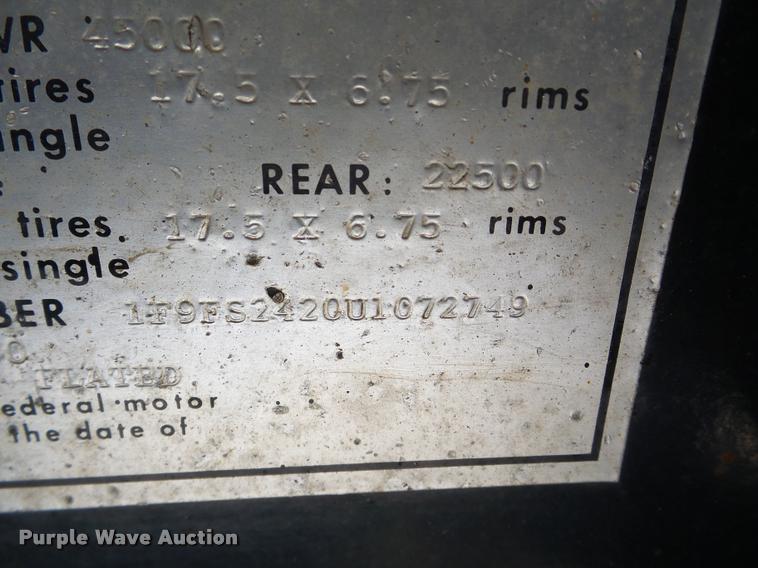 WR 45000
tires 17.5 X 6.75 rims
ingle
REAR: 22500
tires. 17.5 X 6.75 rims
single
BER 1F9FS2420U1072749
C
FLATED
ederal motor
the date of
Purple Wave Auction